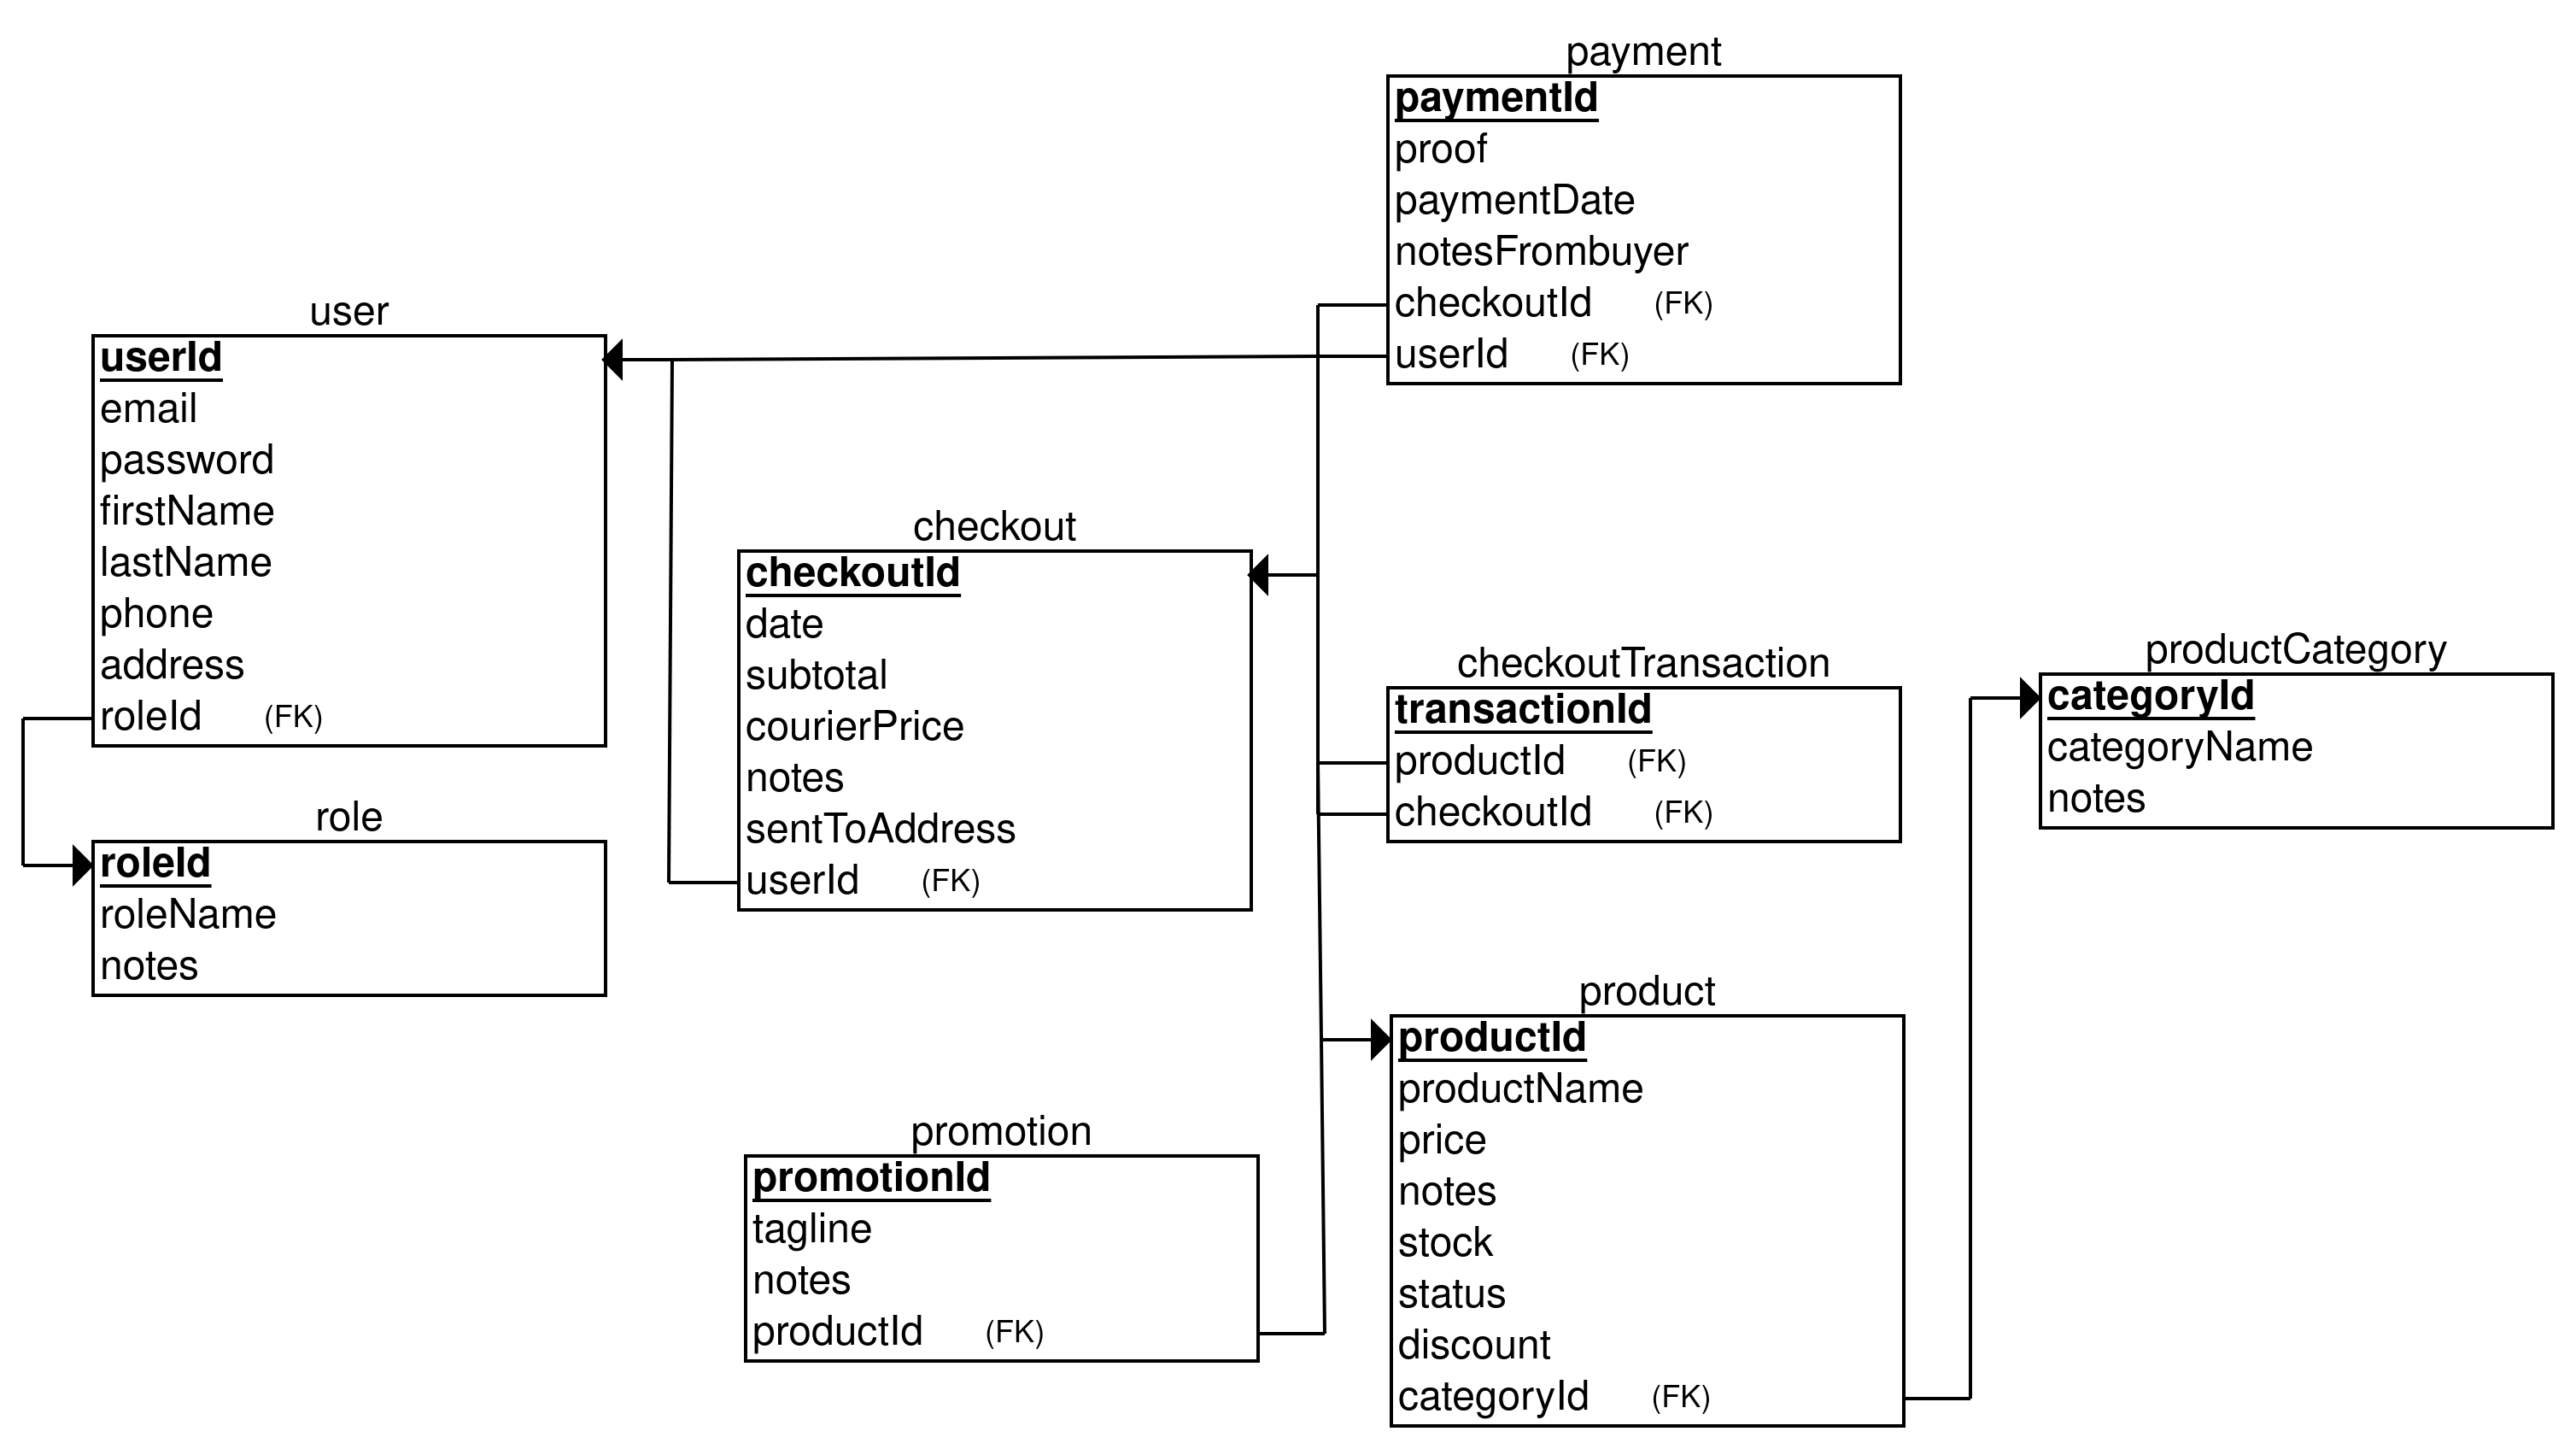 payment
paymentId
proof
paymentDate
notesFrombuyer
checkoutId (FK)
userId (FK)
user
userId
email
password
firstName
lastName
phone
address
roleId (FK)
role
roleId
roleName
notes
checkout
checkoutId
date
subtotal
courierPrice
notes
sentToAddress
userId (FK)
checkoutTransaction
transactionId
productId (FK)
checkoutId (FK)
productCategory
categoryId
categoryName
notes
product
productId
productName
price
notes
stock
status
discount
categoryId (FK)
promotion
promotionId
tagline
notes
productId (FK)